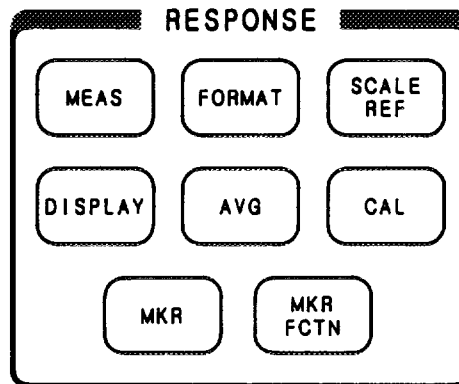 RESPONSE
MEAS
FORMAT
SCALE
REF
DISPLAY
AVG
CAL
MKR
MKR
FCTN